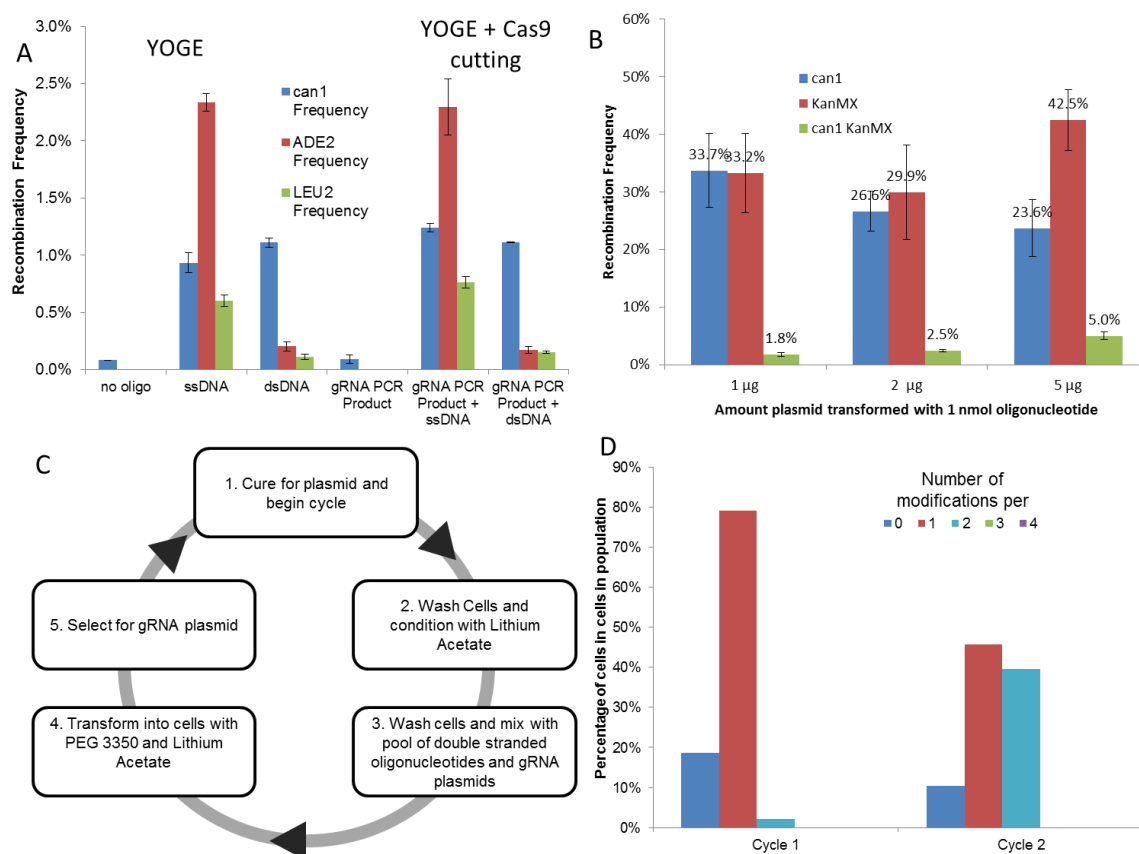 A
YOGE
YOGE + Cas9
cutting
Recombination Frequency
3.0%
2.5%
2.0%
1.5%
1.0%
0.5%
0.0%
can1
Frequency
ADE2
Frequency
LEU2
Frequency
no oligo
ssDNA
dsDNA
gRNA PCR
Product
gRNA PCR
Product +
ssDNA
gRNA PCR
Product +
dsDNA
B
Recombination Frequency
60%
50%
40%
30%
20%
10%
0%
can1
KanMX
can1 KanMX
33.7%
33.2%
1.8%
26.6%
29.9%
2.5%
23.6%
42.5%
5.0%
1 µg
2 µg
5 µg
Amount plasmid transformed with 1 nmol oligonucleotide
C
1. Cure for plasmid and
begin cycle
2. Wash Cells and
condition with Lithium
Acetate
3. Wash cells and mix with
pool of double stranded
oligonucleotides and gRNA
plasmids
4. Transform into cells with
PEG 3350 and Lithium
Acetate
5. Select for gRNA plasmid
D
Percentage of cells in cells in population
90%
80%
70%
60%
50%
40%
30%
20%
10%
0%
Number of
modifications per
0 1 2 3 4
Cycle 1
Cycle 2